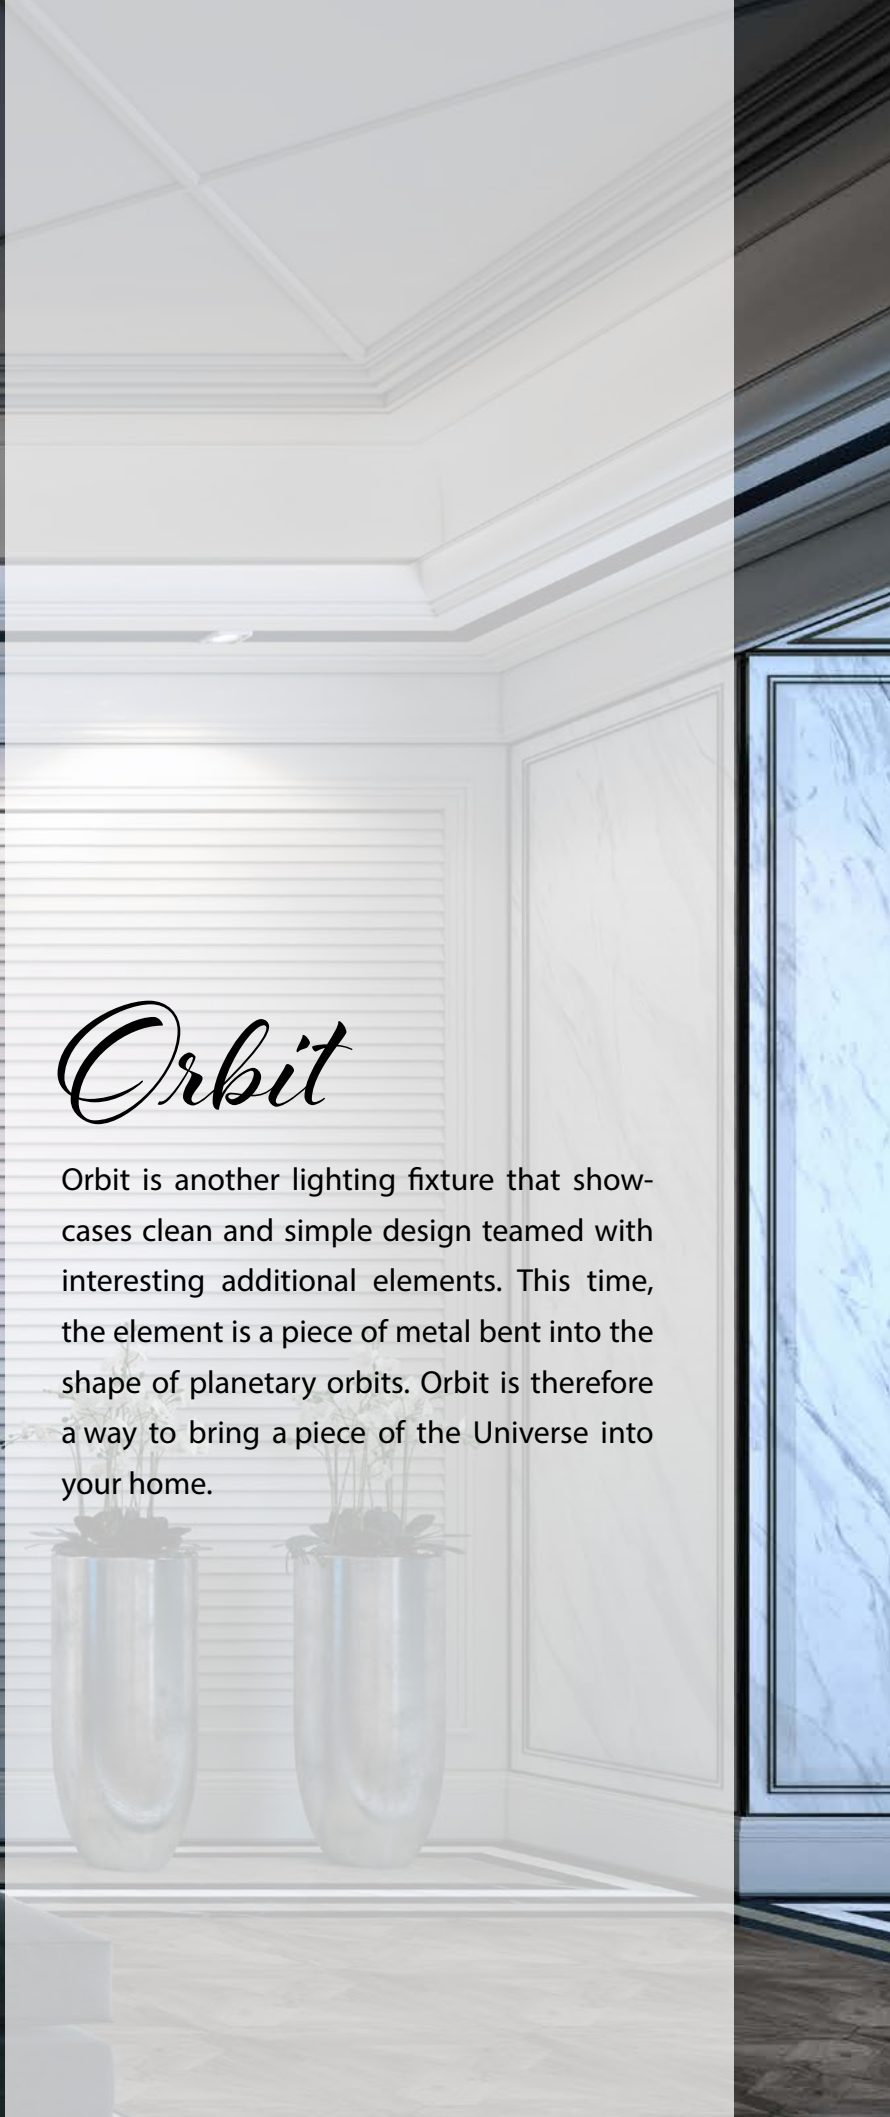 Orbit
Orbit is another lighting fixture that show-
cases clean and simple design teamed with
interesting additional elements. This time,
the element is a piece of metal bent into the
shape of planetary orbits. Orbit is therefore
a way to bring a piece of the Universe into
your home.